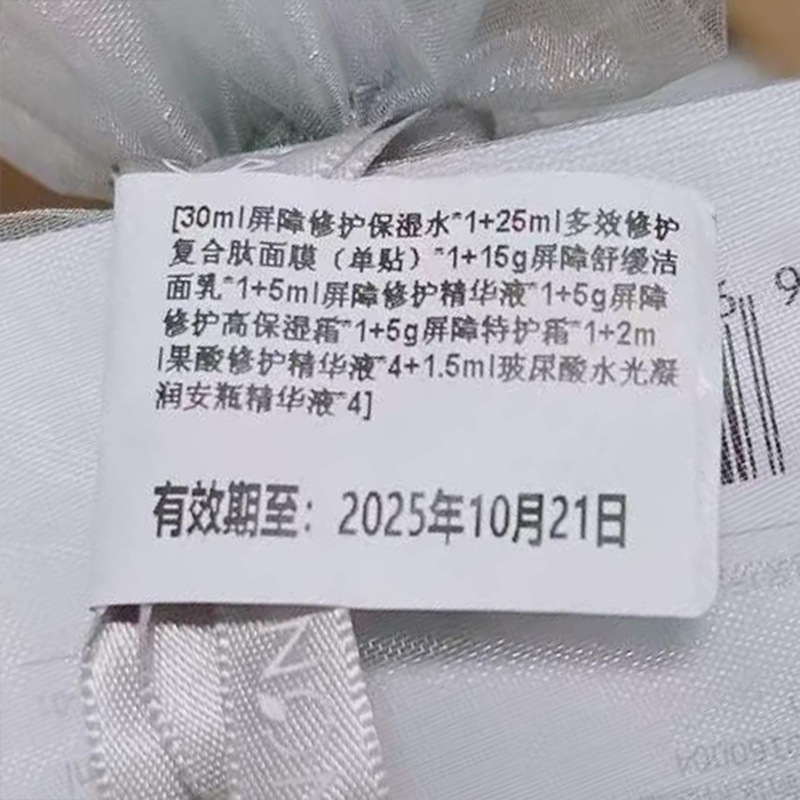 [30ml屏障修护保湿水*1+25ml多效修护
复合肽面膜（单贴）*1+15g屏障舒缓洁
面乳*1+5ml屏障修护精华液*1+5g屏障
修护高保湿霜*1+5g屏障特护霜*1+2m
l果酸修护精华液*4+1.5ml玻尿酸水光凝
润安瓶精华液*4]
有效期至：2025年10月21日